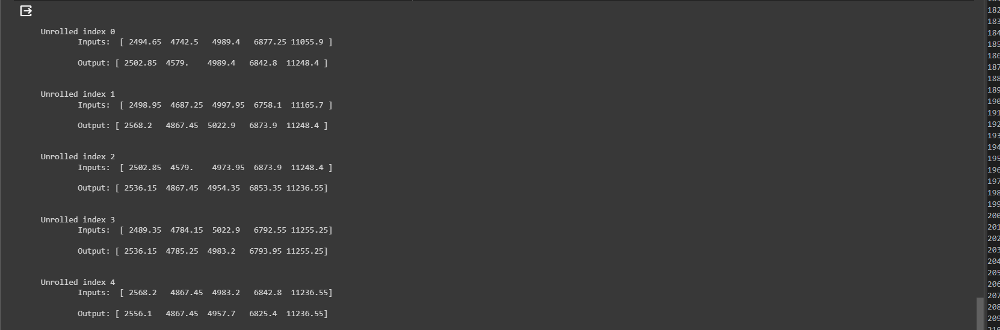 Unrolled index 0
Inputs: [ 2494.65 4742.5 4989.4 6877.25 11055.9 ]
Output: [ 2502.85 4579. 4989.4 6842.8 11248.4 ]
Unrolled index 1
Inputs: [ 2498.95 4687.25 4997.95 6758.1 11165.7 ]
Output: [ 2568.2 4867.45 5022.9 6873.9 11248.4 ]
Unrolled index 2
Inputs: [ 2502.85 4579. 4973.95 6873.9 11248.4 ]
Output: [ 2536.15 4867.45 4954.35 6853.35 11236.55]
Unrolled index 3
Inputs: [ 2489.35 4784.15 5022.9 6792.55 11255.25]
Output: [ 2536.15 4785.25 4983.2 6793.95 11255.25]
Unrolled index 4
Inputs: [ 2568.2 4867.45 4983.2 6842.8 11236.55]
Output: [ 2556.1 4867.45 4957.7 6825.4 11236.55]
182
183
184
185
186
187
188
189
190
191
192
193
194
195
196
197
198
199
200
201
202
203
204
205
206
207
208
209